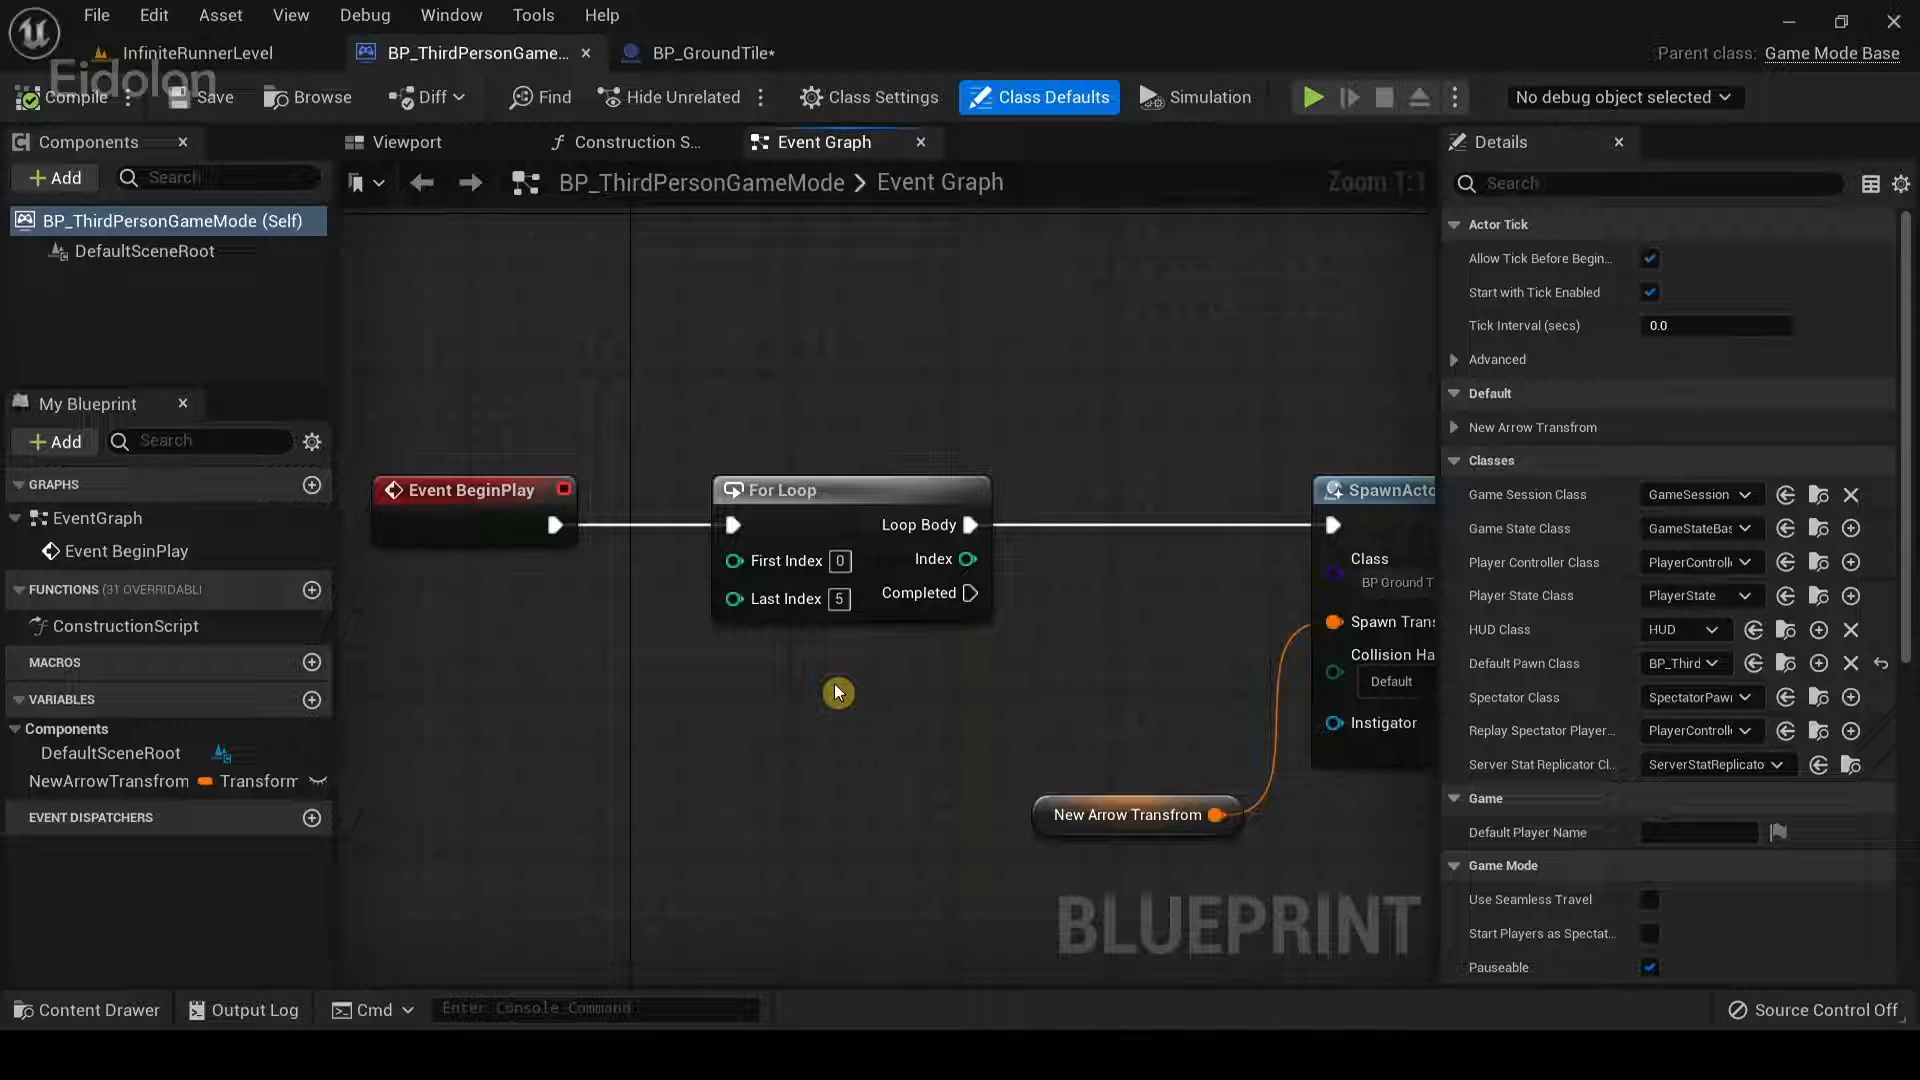 File Edit Asset View Debug Window Tools Help
InfiniteRunnerLevel BP_ThirdPersonGame... BP_GroundTile* Parent class: Game Mode Base
Eidolon
Compile Save Browse Diff Find Hide Unrelated Class Settings Class Defaults Simulation No debug object selected
Components Viewport Construction S... Event Graph Details
Add Search BP_ThirdPersonGameMode > Event Graph Zoom 1:1 Search
BP_ThirdPersonGameMode (Self)
DefaultSceneRoot
My Blueprint
Add Search
GRAPHS
EventGraph
Event BeginPlay
FUNCTIONS (31 OVERRIDABLI
ConstructionScript
MACROS
VARIABLES
Components
DefaultSceneRoot
NewArrowTransfrom Transform
EVENT DISPATCHERS
Event BeginPlay
For Loop
Loop Body
First Index 0 Index
Last Index 5 Completed
SpawnActo
Class
BP Ground T
Spawn Trans
Collision Ha
Default
Instigator
New Arrow Transfrom
BLUEPRINT
Actor Tick
Allow Tick Before Begin...
Start with Tick Enabled
Tick Interval (secs) 0.0
Advanced
Default
New Arrow Transfrom
Classes
Game Session Class GameSession
Game State Class GameStateBas
Player Controller Class PlayerControlle
Player State Class PlayerState
HUD Class HUD
Default Pawn Class BP_Third
Spectator Class SpectatorPawn
Replay Spectator Player... PlayerControlle
Server Stat Replicator Cl... ServerStatReplicato
Game
Default Player Name
Game Mode
Use Seamless Travel
Start Players as Spectat...
Pauseable
Content Drawer Output Log Cmd Enter Console Command Source Control Off